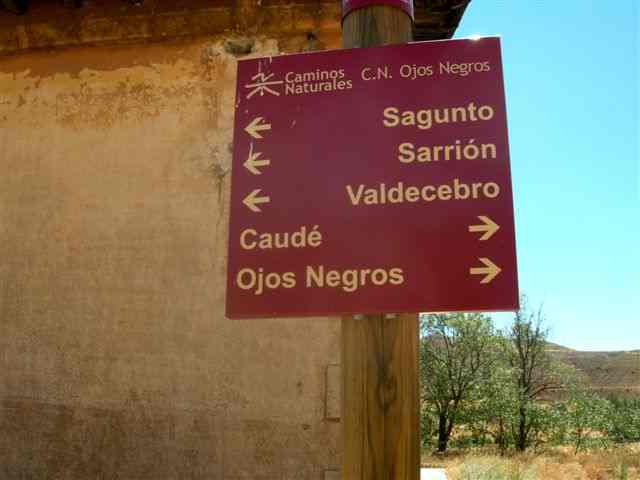 Caminos Naturales C.N. Ojos Negros
Sagunto
Sarrión
Valdecebro
Caudé
Ojos Negros